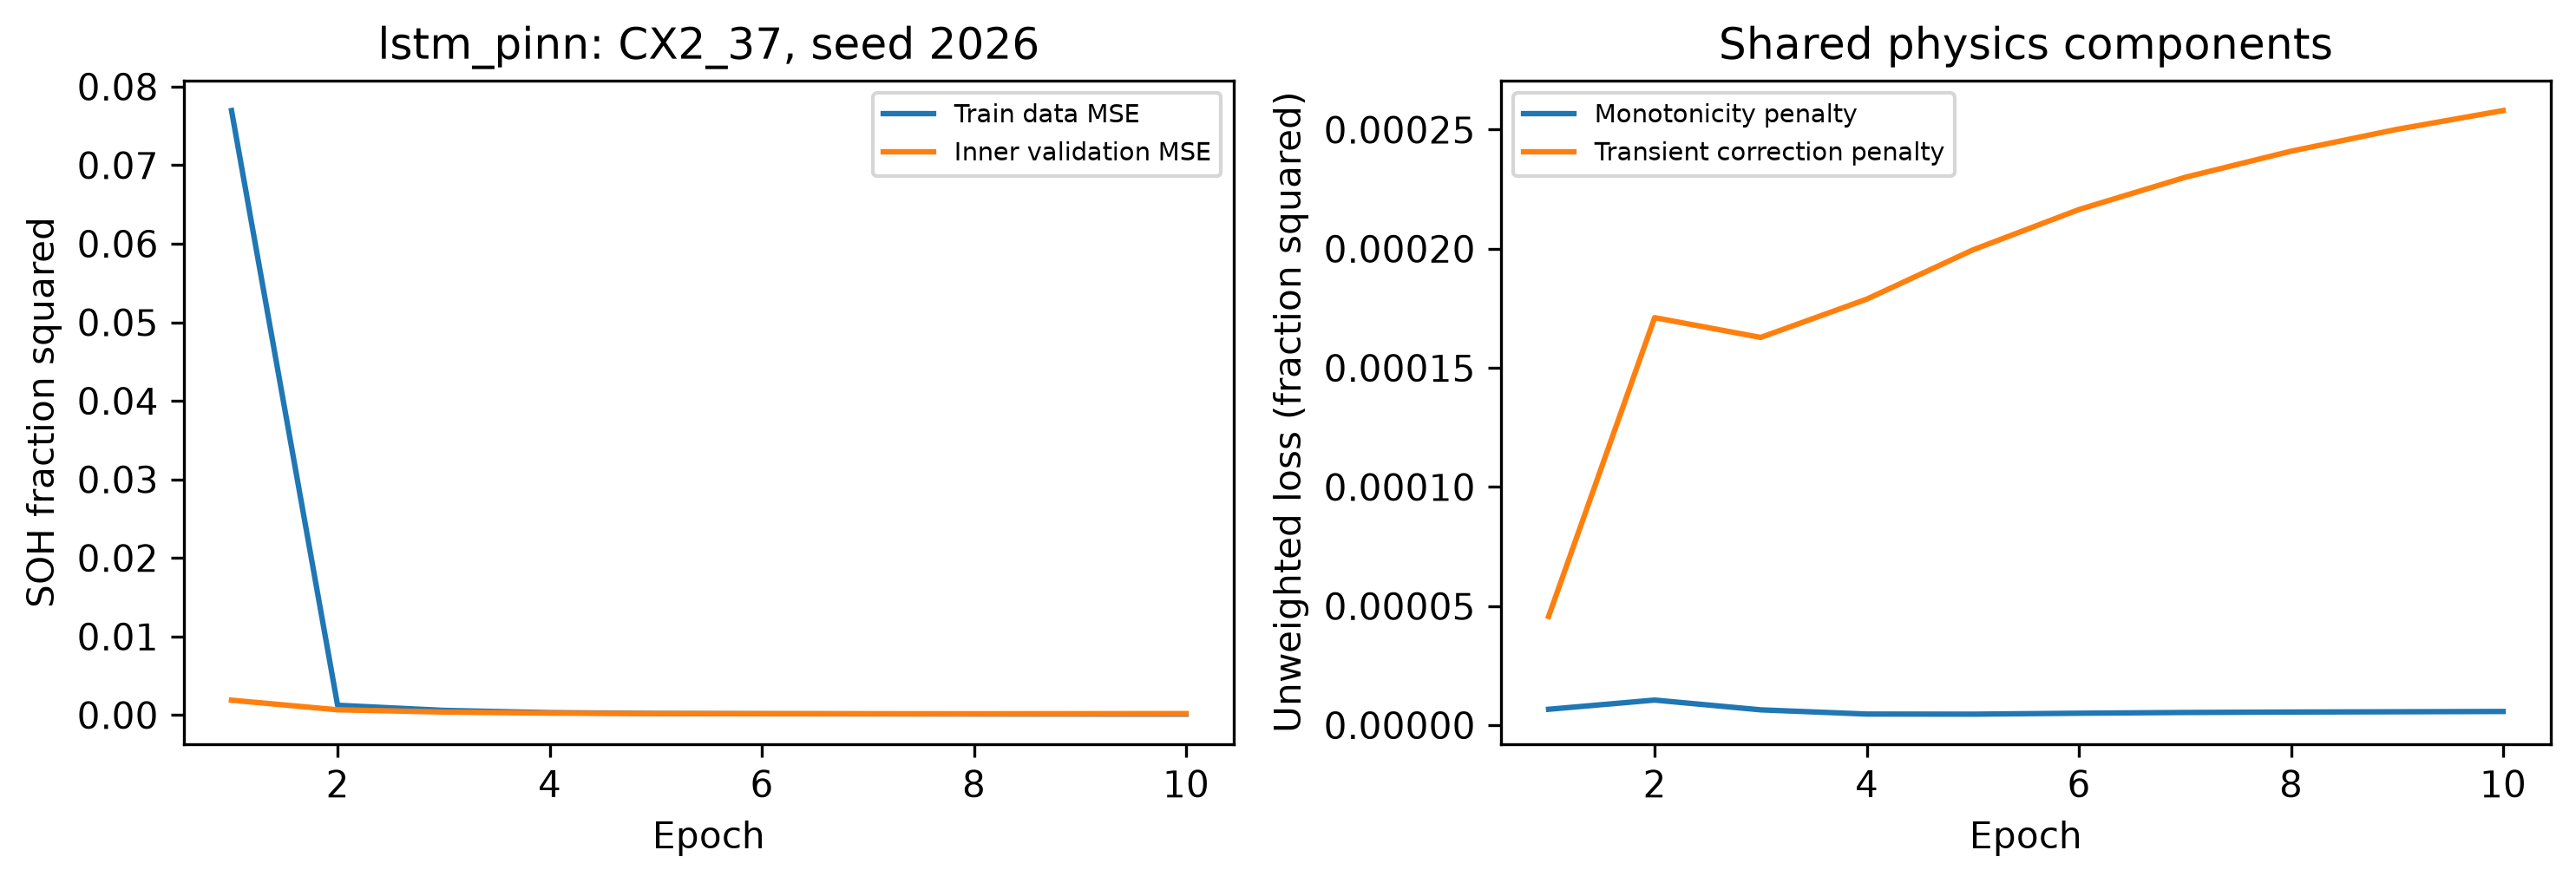 lstm_pinn: CX2_37, seed 2026
SOH fraction squared
0.08
0.07
0.06
0.05
0.04
0.03
0.02
0.01
0.00
Train data MSE
Inner validation MSE
2 4 6 8 10
Epoch
Shared physics components
Unweighted loss (fraction squared)
0.00025
0.00020
0.00015
0.00010
0.00005
0.00000
Monotonicity penalty
Transient correction penalty
2 4 6 8 10
Epoch